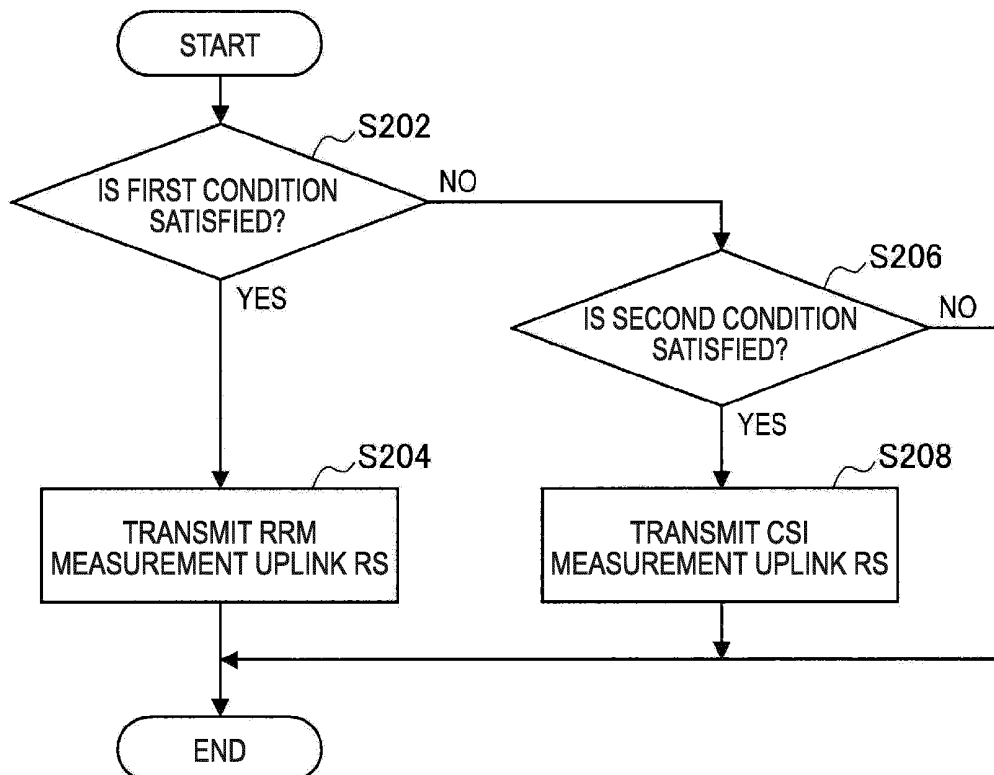 START
S202
IS FIRST CONDITION
SATISFIED?
NO
YES
S206
IS SECOND CONDITION
SATISFIED?
NO
YES
S204
TRANSMIT RRM
MEASUREMENT UPLINK RS
S208
TRANSMIT CSI
MEASUREMENT UPLINK RS
END